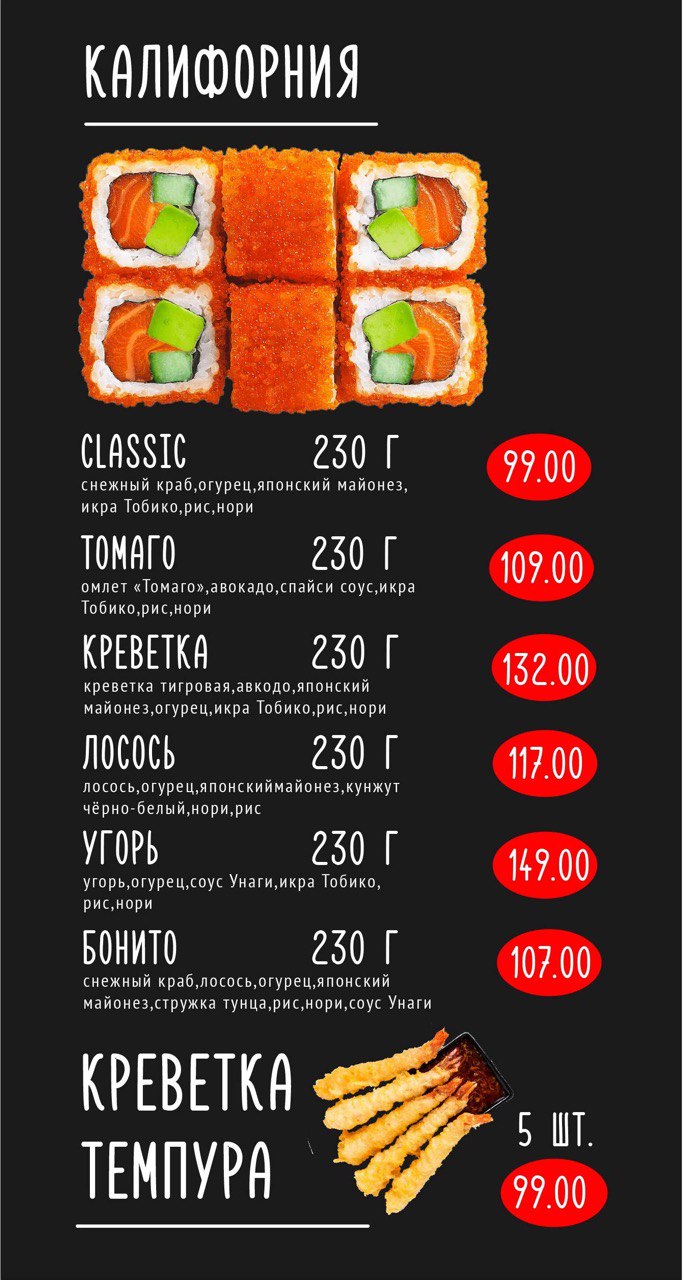 КАЛИФОРНИЯ
CLASSIC 230 Г 99.00
снежный краб,огурец,японский майонез,
икра Тобико,рис,нори
ТОМАГО 230 Г 109.00
омлет «Томаго»,авокадо,спайси соус,икра
Тобико,рис,нори
КРЕВЕТКА 230 Г 132.00
креветка тигровая,авкодо,японский
майонез,огурец,икра Тобико,рис,нори
ЛОСОСЬ 230 Г 117.00
лосось,огурец,японскиймайонез,кунжут
чёрно-белый,нори,рис
УГОРЬ 230 Г 149.00
угорь,огурец,соус Унаги,икра Тобико,
рис,нори
БОНИТО 230 Г 107.00
снежный краб,лосось,огурец,японский
майонез,стружка тунца,рис,нори,соус Унаги
КРЕВЕТКА
ТЕМПУРА
5 ШТ.
99.00